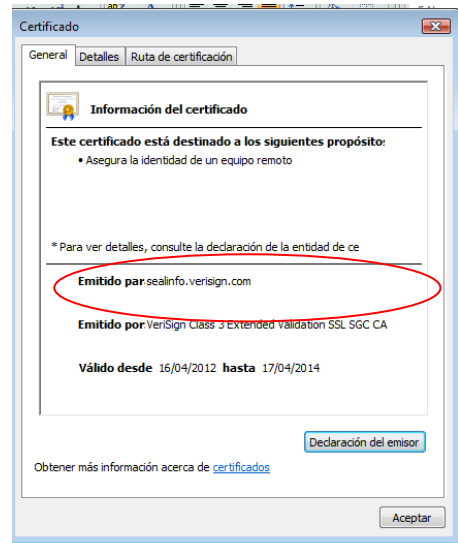 Certificado
General Detalles Ruta de certificación
Información del certificado
Este certificado está destinado a los siguientes propósito:
• Asegura la identidad de un equipo remoto
* Para ver detalles, consulte la declaración de la entidad de ce
Emitido par sealinfo.verisign.com
Emitido por VeriSign Class 3 Extended Validation SSL SGC CA
Válido desde 16/04/2012 hasta 17/04/2014
Declaración del emisor
Obtener más información acerca de certificados
Aceptar